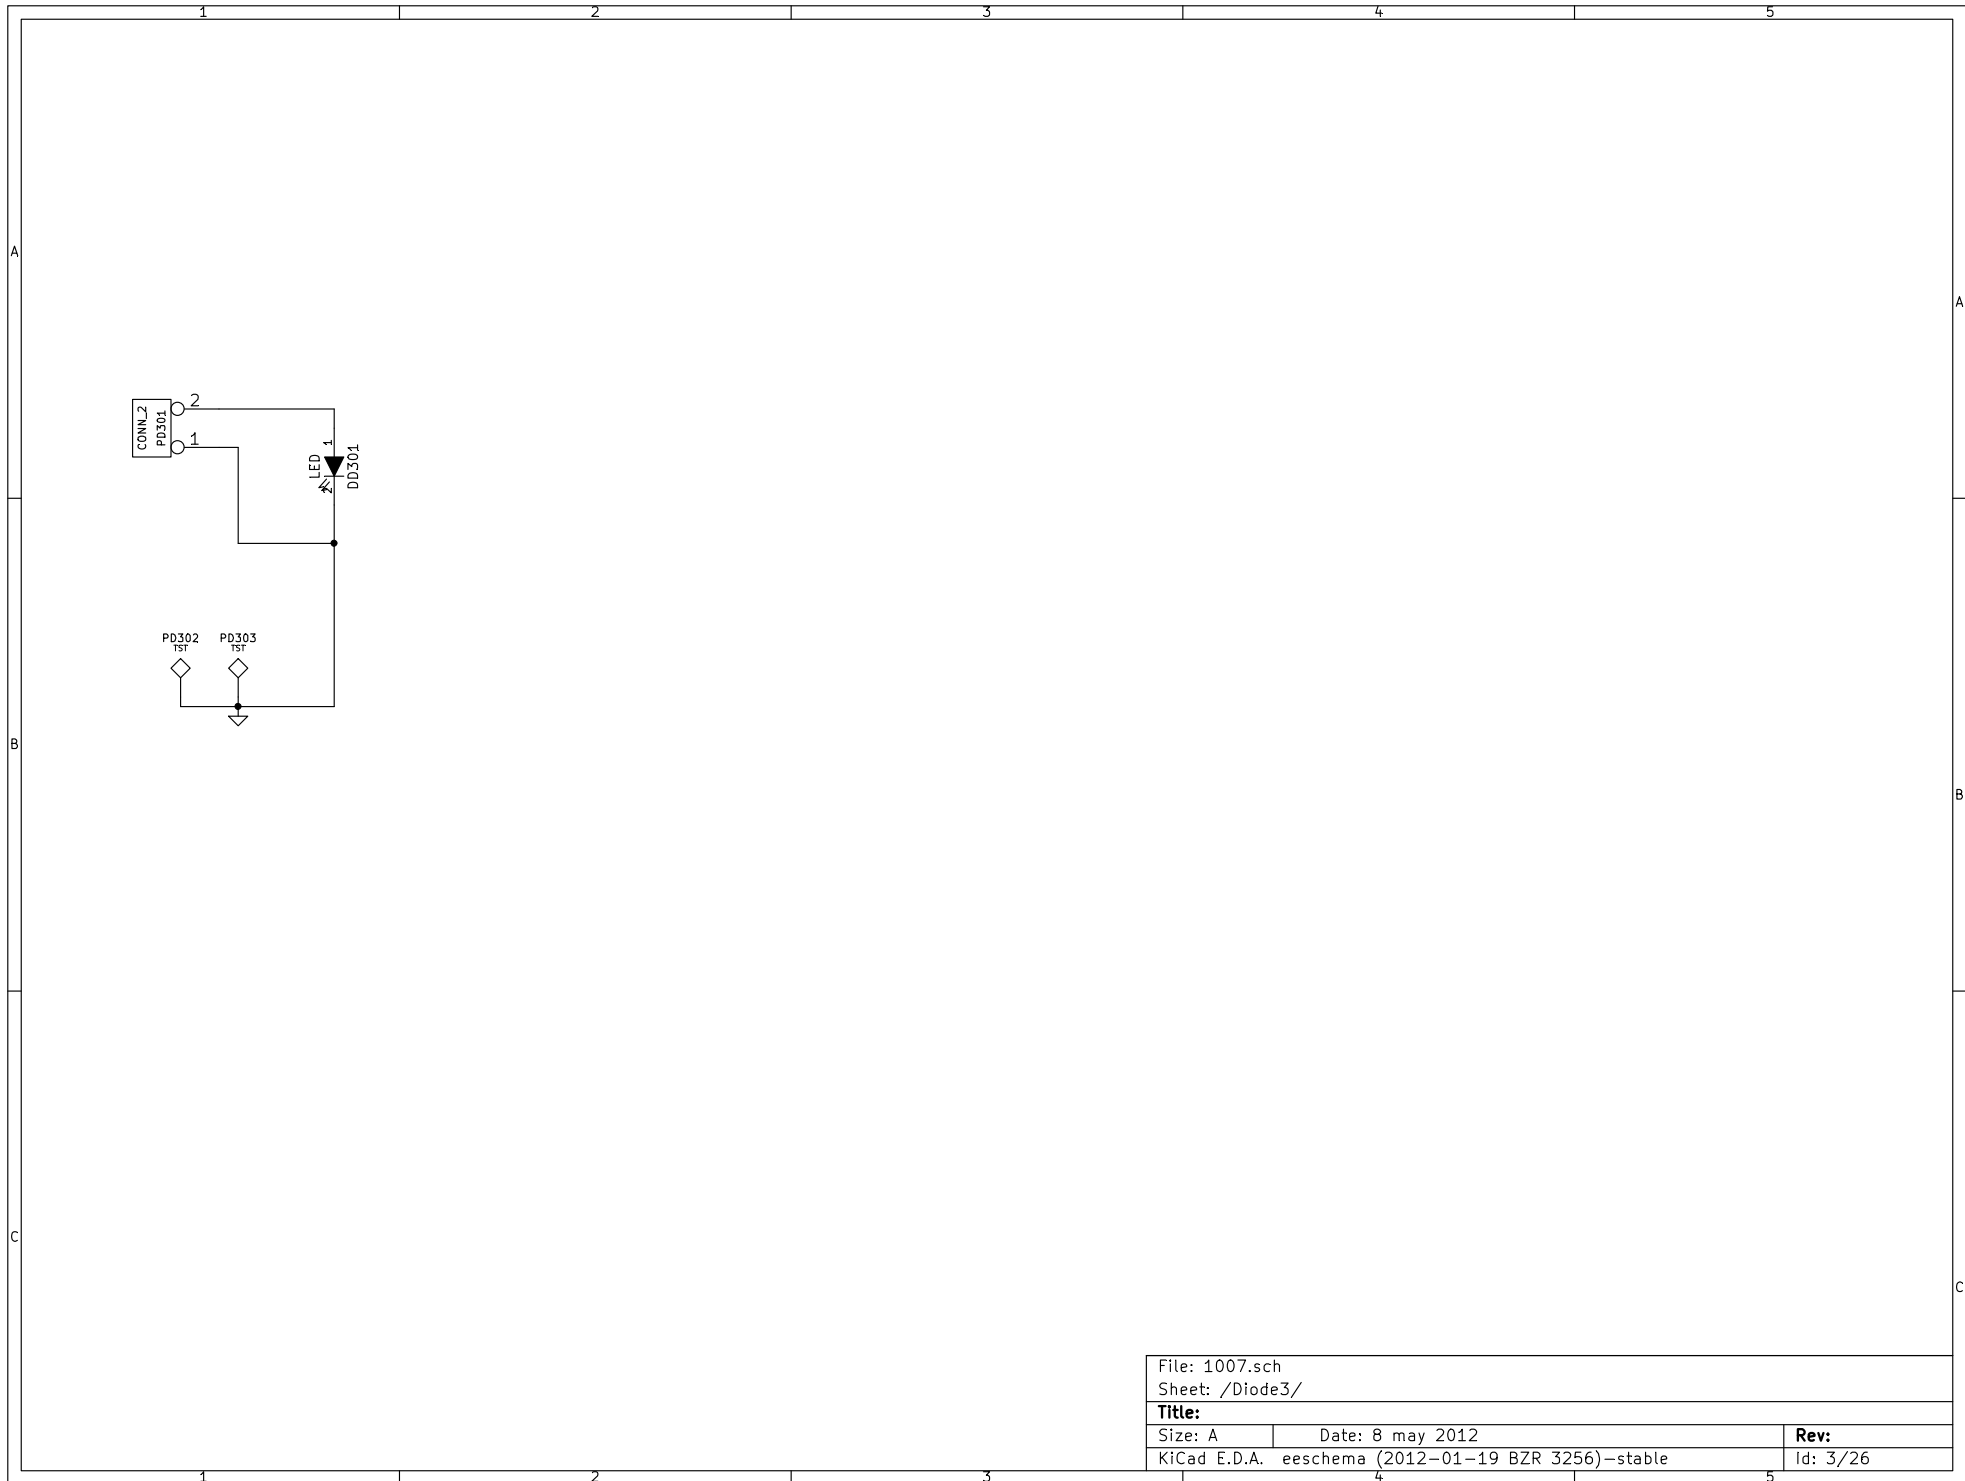 1 2 3 4 5
A
A
2
CONN_2
PD301
1
1
LED
DD301
2
PD302 PD303
TST TST
B
B
C
C
File: 1007.sch
Sheet: /Diode3/
Title:
Size: A Date: 8 may 2012 Rev:
KiCad E.D.A. eeschema (2012-01-19 BZR 3256)-stable Id: 3/26
1 2 3 4 5